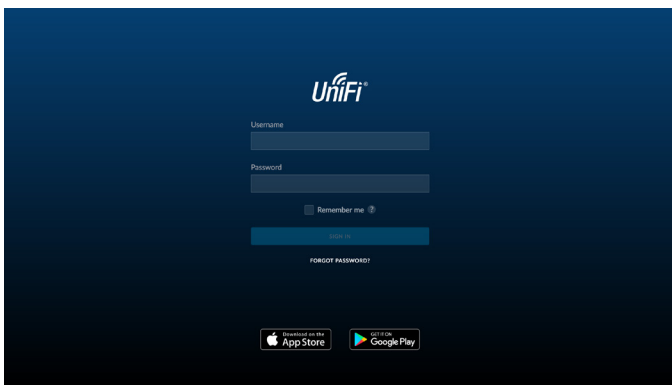 UniFi®
Username
Password
Remember me ?
SIGN IN
FORGOT PASSWORD?
Download on the
App Store
GET IT ON
Google Play